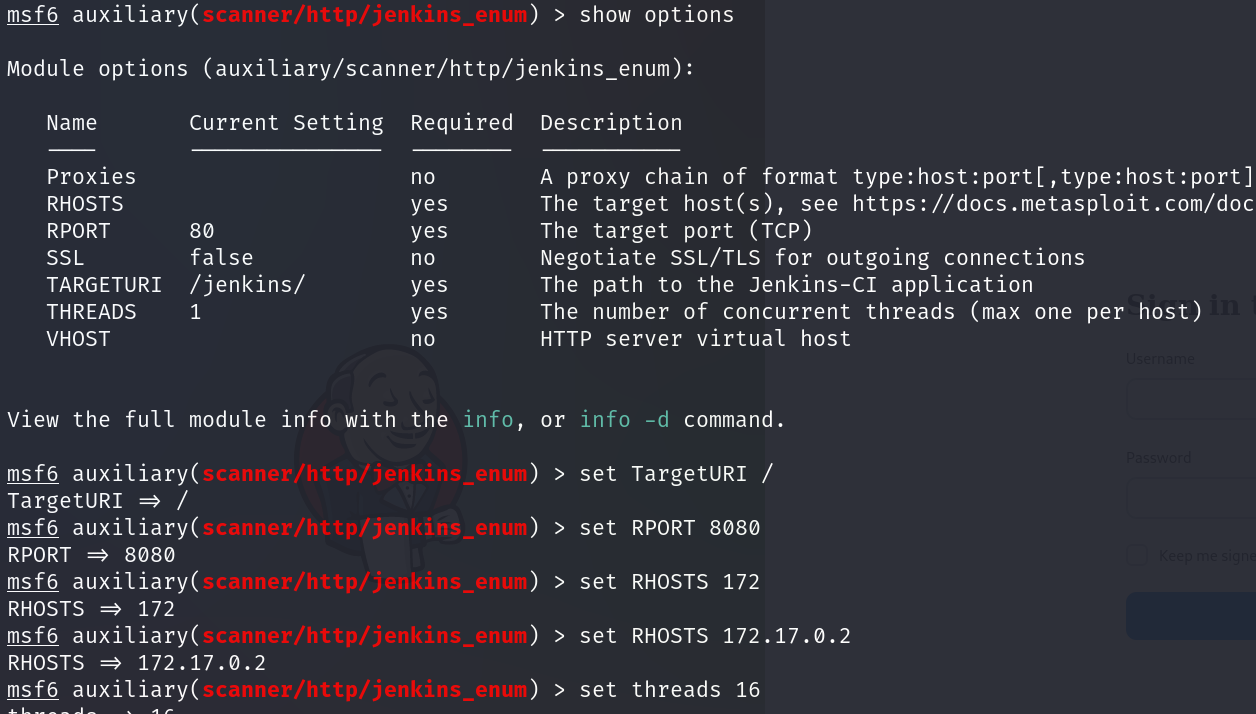 msf6 auxiliary(scanner/http/jenkins_enum) > show options
Module options (auxiliary/scanner/http/jenkins_enum):
Name Current Setting Required Description
---- --------------- -------- -----------
Proxies no A proxy chain of format type:host:port[,type:host:port]
RHOSTS yes The target host(s), see https://docs.metasploit.com/doc
RPORT 80 yes The target port (TCP)
SSL false no Negotiate SSL/TLS for outgoing connections
TARGETURI /jenkins/ yes The path to the Jenkins-CI application
THREADS 1 yes The number of concurrent threads (max one per host)
VHOST no HTTP server virtual host
View the full module info with the info, or info -d command.
msf6 auxiliary(scanner/http/jenkins_enum) > set TargetURI /
TargetURI => /
msf6 auxiliary(scanner/http/jenkins_enum) > set RPORT 8080
RPORT => 8080
msf6 auxiliary(scanner/http/jenkins_enum) > set RHOSTS 172
RHOSTS => 172
msf6 auxiliary(scanner/http/jenkins_enum) > set RHOSTS 172.17.0.2
RHOSTS => 172.17.0.2
msf6 auxiliary(scanner/http/jenkins_enum) > set threads 16
threads => 16
Sign in
Username
Password
Keep me signe